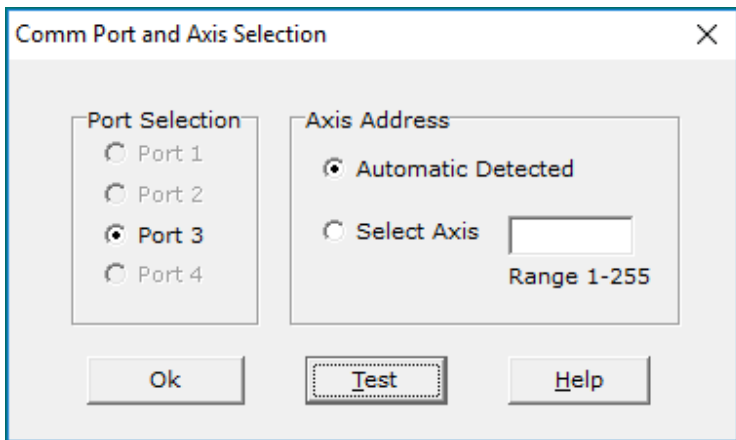 Comm Port and Axis Selection
Port Selection
Port 1
Port 2
Port 3
Port 4
Axis Address
Automatic Detected
Select Axis
Range 1-255
Ok
Test
Help